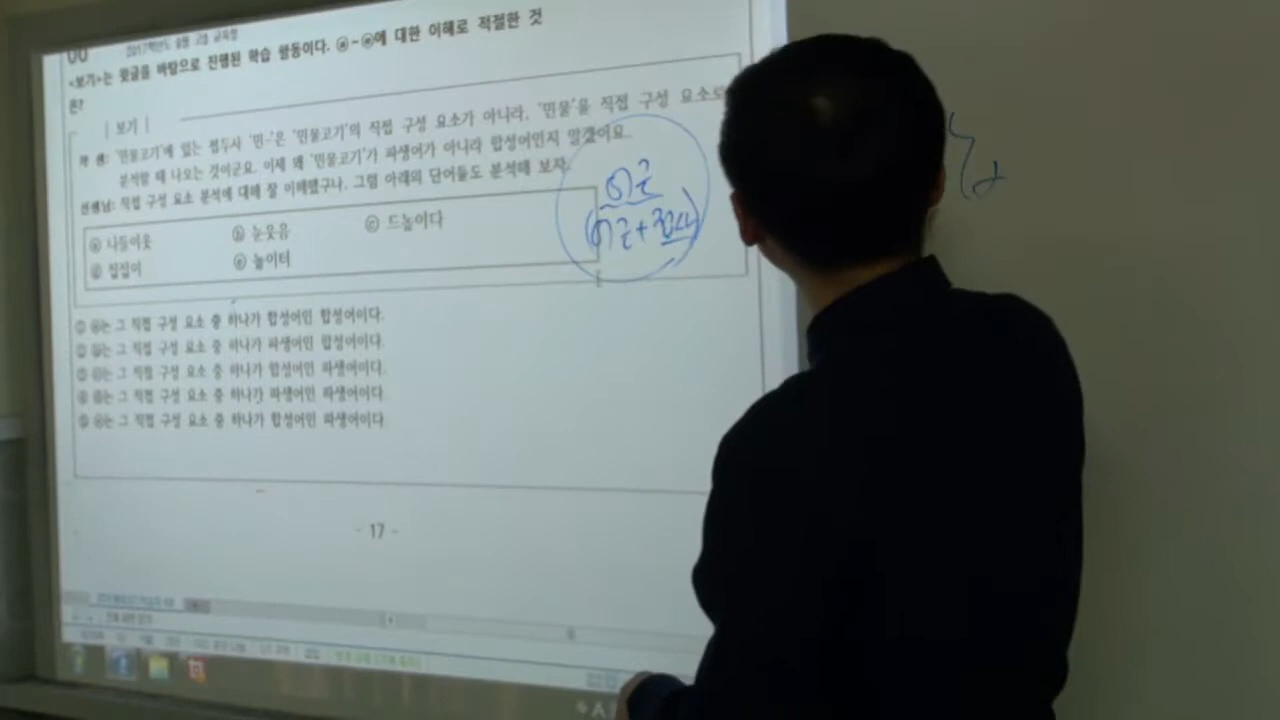 <보기>는 윗글을 바탕으로 진행된 학습 활동이다. ⓐ~ⓔ에 대한 이해로 적절한 것
은?
보기
학 생: '민물고기'에 있는 접두사 '민-'은 '민물고기'의 직접 구성 요소가 아니라, '민물'을 직접 구성 요소로
분석할 때 나오는 것이군요. 이제 왜 '민물고기'가 파생어가 아니라 합성어인지 알겠어요.
선생님: 직접 구성 요소 분석에 대해 잘 이해했구나. 그럼 아래의 단어들도 분석해 보자.
ⓐ 나들이옷 ⓑ 눈웃음 ⓒ 드높이다
ⓓ 집집이 ⓔ 놀이터
어근
(어근+접사)
① ⓐ는 그 직접 구성 요소 중 하나가 합성어인 합성어이다.
② ⓑ는 그 직접 구성 요소 중 하나가 파생어인 합성어이다.
③ ⓒ는 그 직접 구성 요소 중 하나가 합성어인 파생어이다.
④ ⓓ는 그 직접 구성 요소 중 하나가 파생어인 파생어이다.
⑤ ⓔ는 그 직접 구성 요소 중 하나가 합성어인 파생어이다.
- 17 -